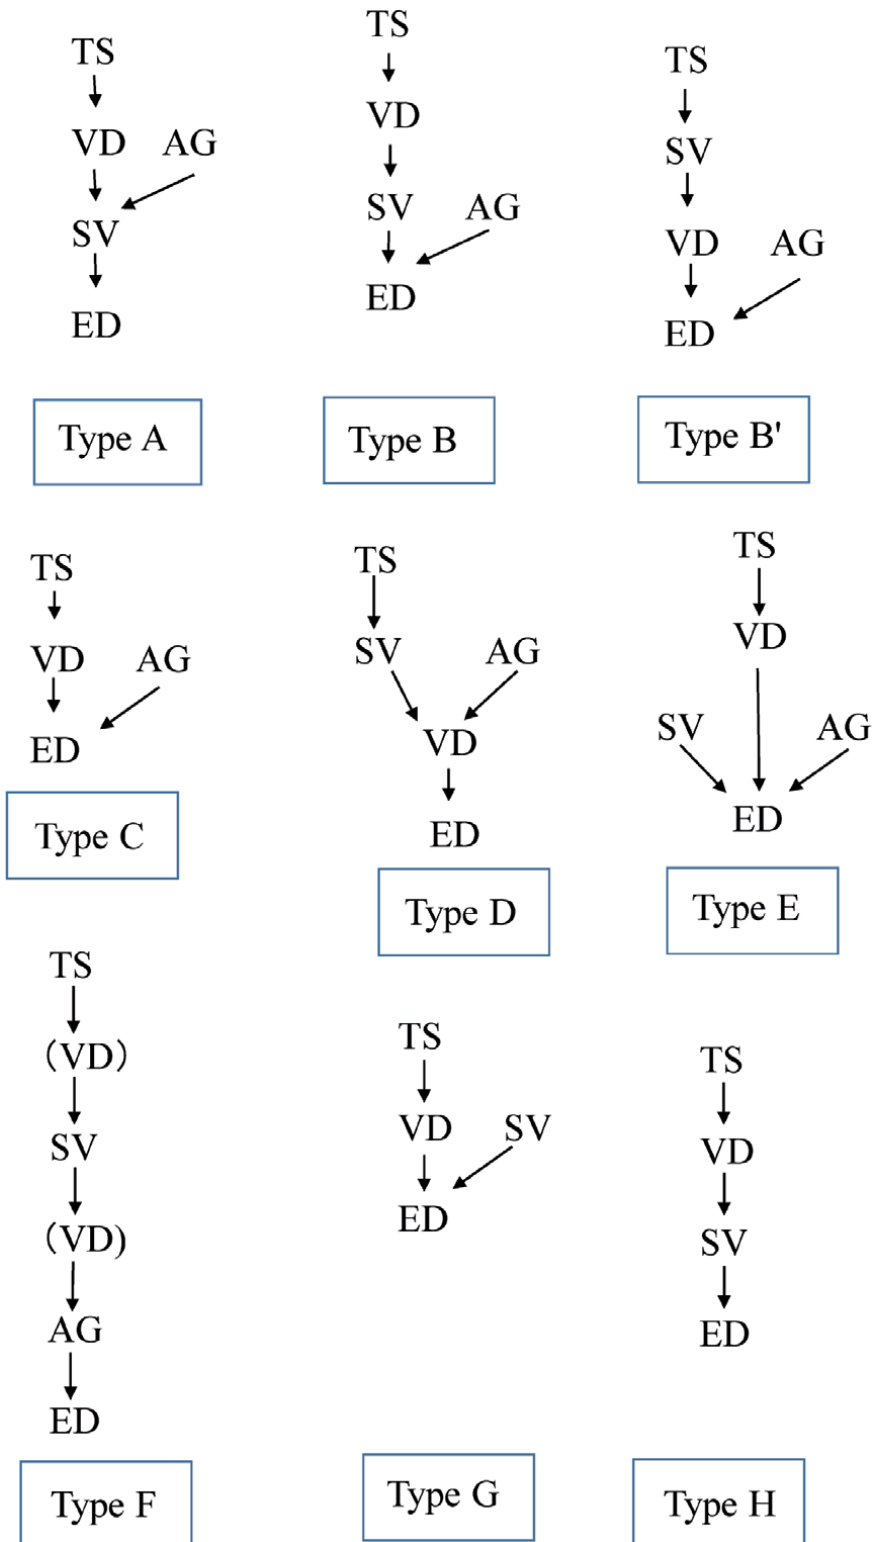 TS
VD AG
SV
ED
Type A
TS
VD
SV AG
ED
Type B
TS
SV
VD AG
ED
Type B'
TS
VD AG
ED
Type C
TS
SV AG
VD
ED
Type D
TS
VD
SV AG
ED
Type E
TS
(VD)
SV
(VD)
AG
ED
Type F
TS
VD SV
ED
Type G
TS
VD
SV
ED
Type H